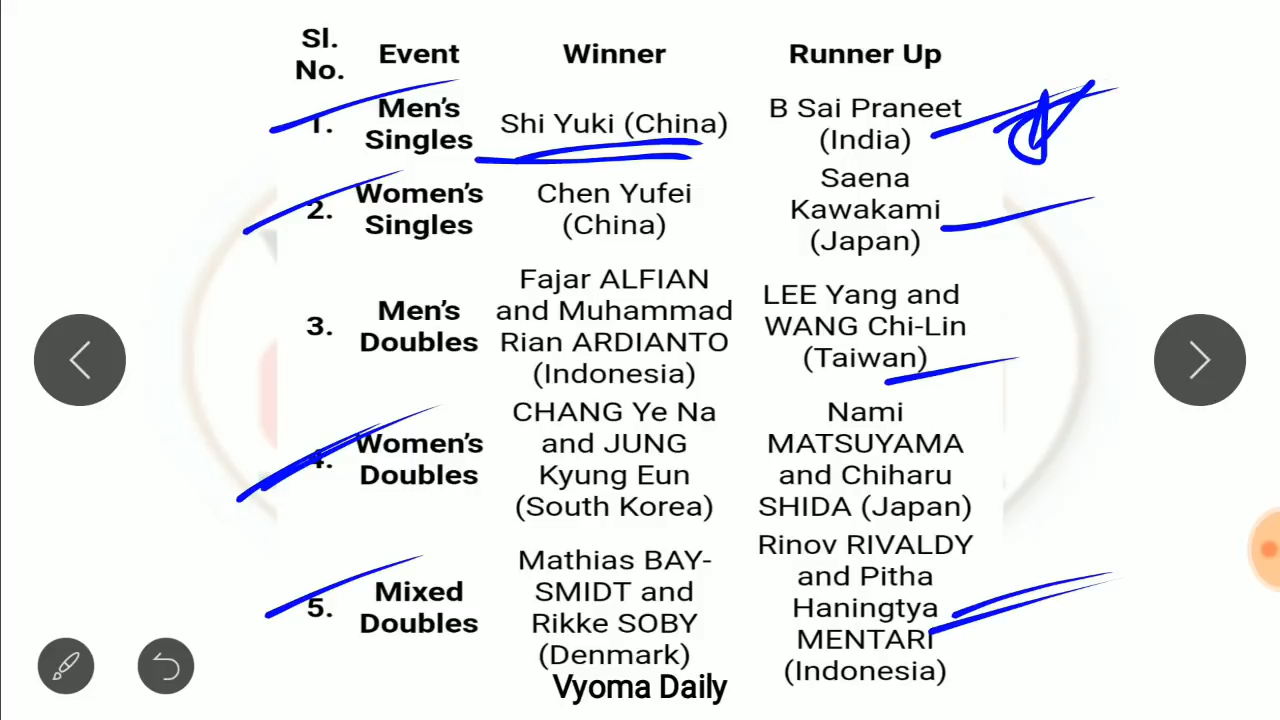 Sl. No. Event Winner Runner Up
1. Men's Singles Shi Yuki (China) B Sai Praneet (India)
2. Women's Singles Chen Yufei (China) Saena Kawakami (Japan)
3. Men's Doubles Fajar ALFIAN and Muhammad Rian ARDIANTO (Indonesia) LEE Yang and WANG Chi-Lin (Taiwan)
4. Women's Doubles CHANG Ye Na and JUNG Kyung Eun (South Korea) Nami MATSUYAMA and Chiharu SHIDA (Japan)
5. Mixed Doubles Mathias BAY-SMIDT and Rikke SOBY (Denmark) Rinov RIVALDY and Pitha Haningtya MENTARI (Indonesia)
Vyoma Daily